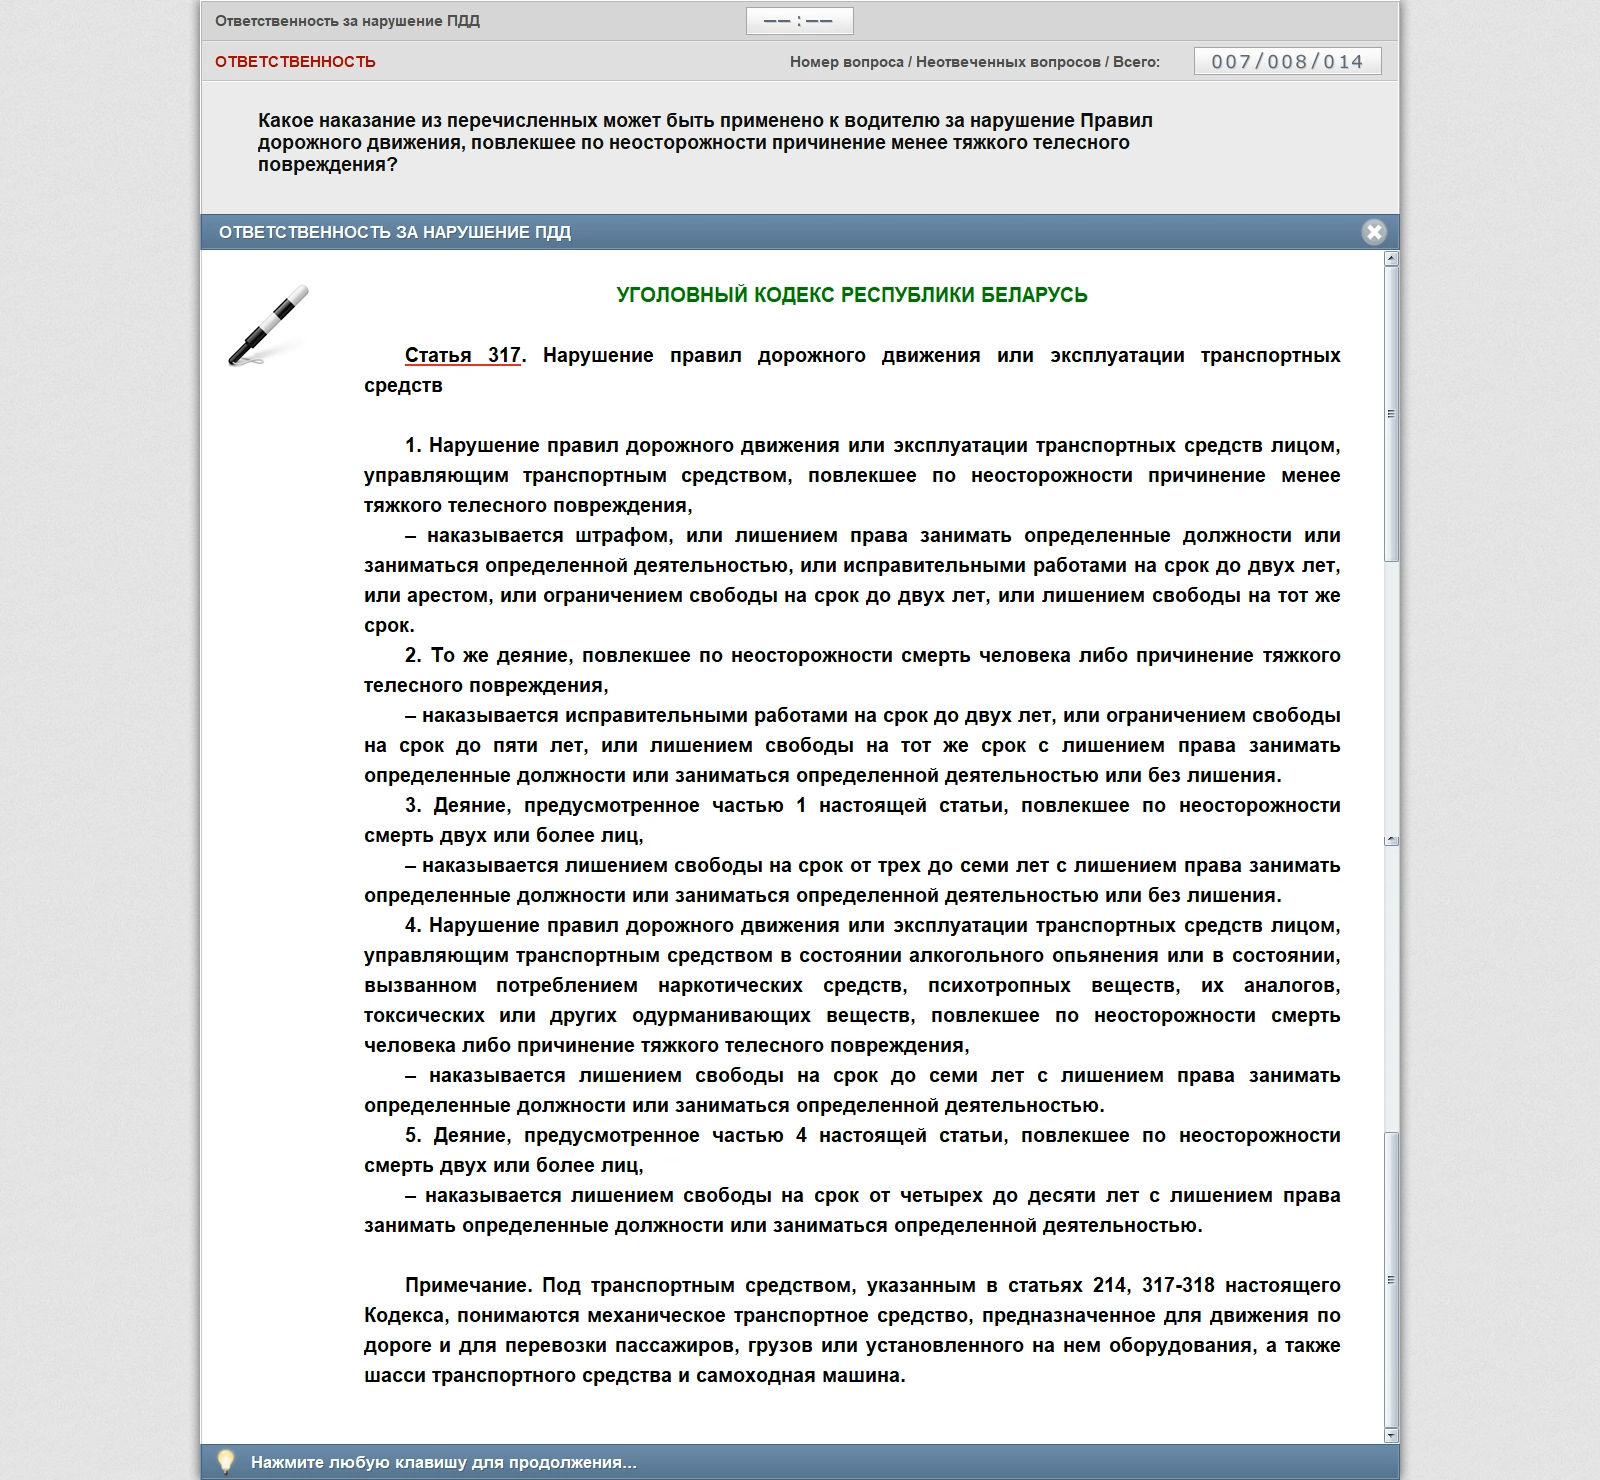 Ответственность за нарушение ПДД
−− : −−
ОТВЕТСТВЕННОСТЬ
Номер вопроса / Неотвеченных вопросов / Всего:
007/008/014
Какое наказание из перечисленных может быть применено к водителю за нарушение Правил
дорожного движения, повлекшее по неосторожности причинение менее тяжкого телесного
повреждения?
ОТВЕТСТВЕННОСТЬ ЗА НАРУШЕНИЕ ПДД
УГОЛОВНЫЙ КОДЕКС РЕСПУБЛИКИ БЕЛАРУСЬ
Статья 317. Нарушение правил дорожного движения или эксплуатации транспортных
средств
1. Нарушение правил дорожного движения или эксплуатации транспортных средств лицом,
управляющим транспортным средством, повлекшее по неосторожности причинение менее
тяжкого телесного повреждения,
– наказывается штрафом, или лишением права занимать определенные должности или
заниматься определенной деятельностью, или исправительными работами на срок до двух лет,
или арестом, или ограничением свободы на срок до двух лет, или лишением свободы на тот же
срок.
2. То же деяние, повлекшее по неосторожности смерть человека либо причинение тяжкого
телесного повреждения,
– наказывается исправительными работами на срок до двух лет, или ограничением свободы
на срок до пяти лет, или лишением свободы на тот же срок с лишением права занимать
определенные должности или заниматься определенной деятельностью или без лишения.
3. Деяние, предусмотренное частью 1 настоящей статьи, повлекшее по неосторожности
смерть двух или более лиц,
– наказывается лишением свободы на срок от трех до семи лет с лишением права занимать
определенные должности или заниматься определенной деятельностью или без лишения.
4. Нарушение правил дорожного движения или эксплуатации транспортных средств лицом,
управляющим транспортным средством в состоянии алкогольного опьянения или в состоянии,
вызванном потреблением наркотических средств, психотропных веществ, их аналогов,
токсических или других одурманивающих веществ, повлекшее по неосторожности смерть
человека либо причинение тяжкого телесного повреждения,
– наказывается лишением свободы на срок до семи лет с лишением права занимать
определенные должности или заниматься определенной деятельностью.
5. Деяние, предусмотренное частью 4 настоящей статьи, повлекшее по неосторожности
смерть двух или более лиц,
– наказывается лишением свободы на срок от четырех до десяти лет с лишением права
занимать определенные должности или заниматься определенной деятельностью.
Примечание. Под транспортным средством, указанным в статьях 214, 317-318 настоящего
Кодекса, понимаются механическое транспортное средство, предназначенное для движения по
дороге и для перевозки пассажиров, грузов или установленного на нем оборудования, а также
шасси транспортного средства и самоходная машина.
Нажмите любую клавишу для продолжения...